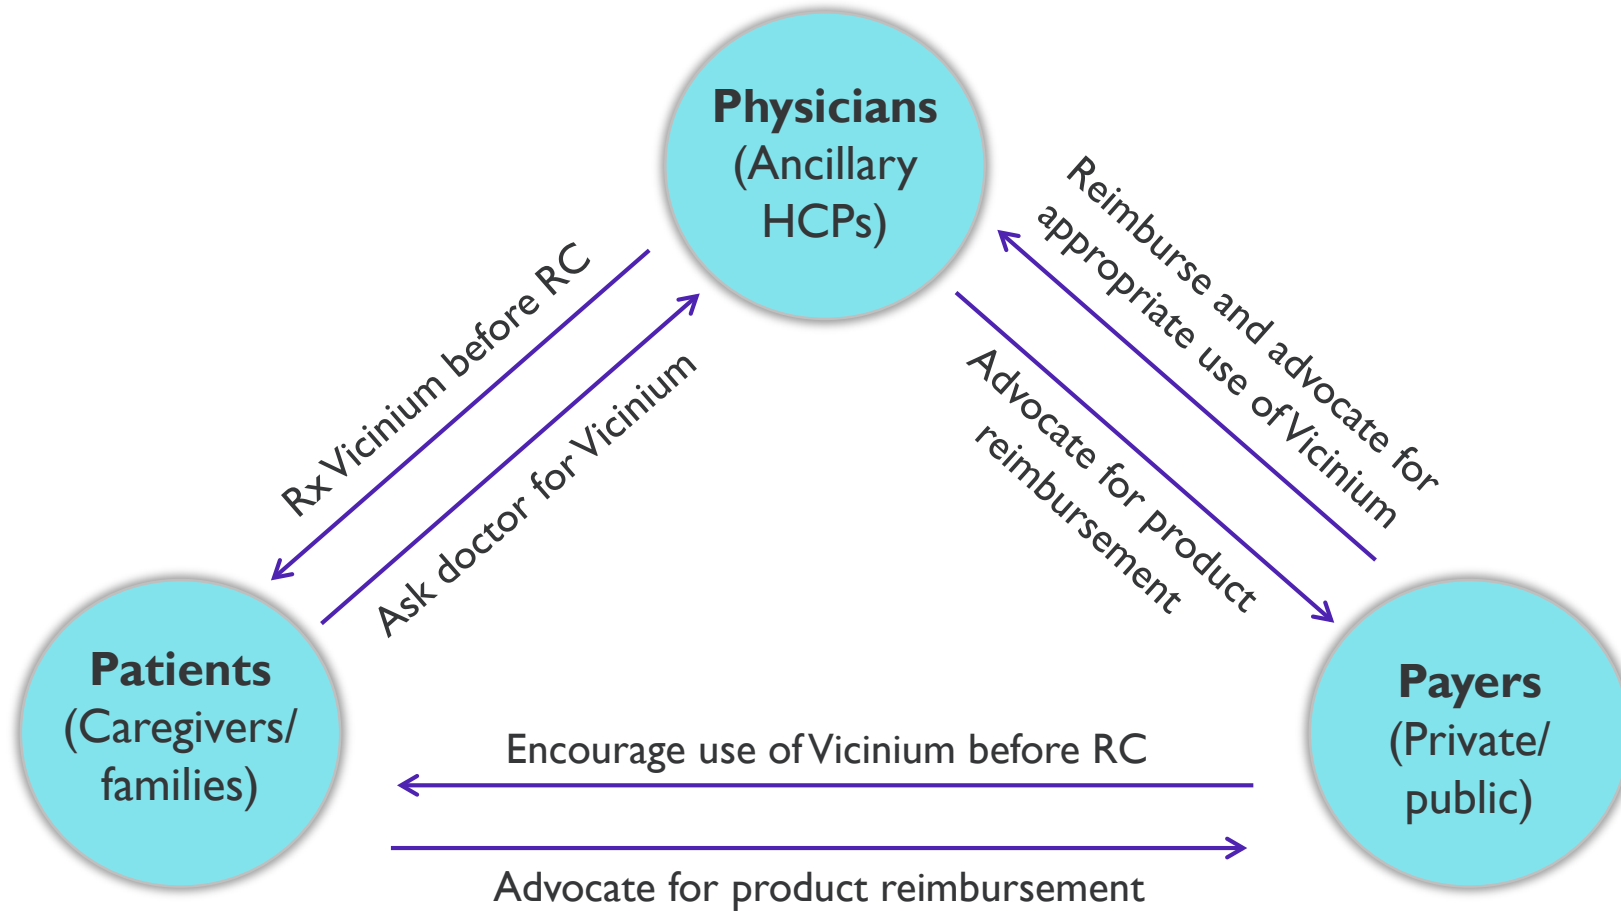 Physicians
(Ancillary
HCPs)
Rx Vicinium before RC
Ask doctor for Vicinium
Reimburse and advocate for
appropriate use of Vicinium
Advocate for product
reimbursement
Patients
(Caregivers/
families)
Encourage use of Vicinium before RC
Advocate for product reimbursement
Payers
(Private/
public)